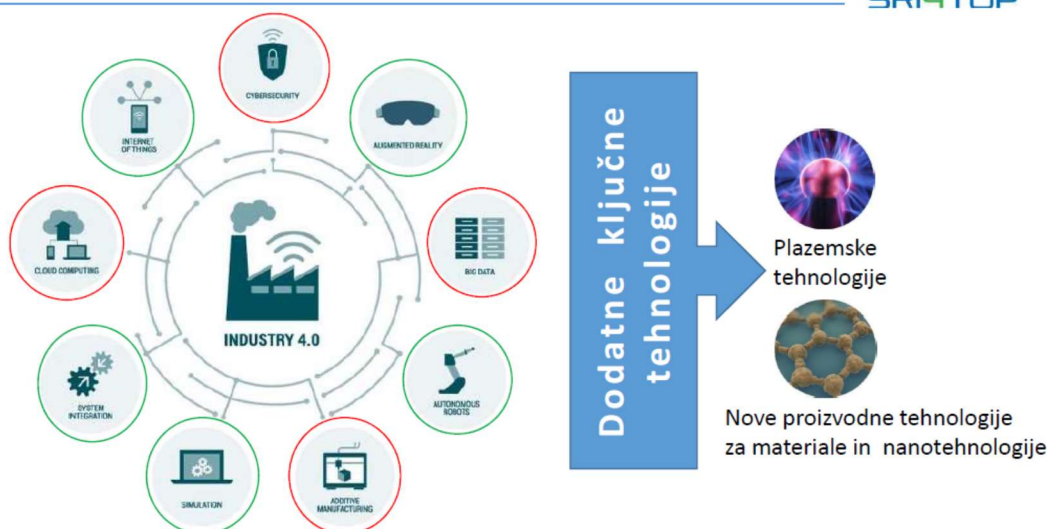 CYBERSECURITY
INTERNET
OF THINGS
AUGMENTED REALITY
CLOUD COMPUTING
BIG DATA
INDUSTRY 4.0
SYSTEM
INTEGRATION
AUTONOMOUS
ROBOTS
SIMULATION
ADDITIVE
MANUFACTURING
Dodatne ključne
tehnologije
Plazemske
tehnologije
Nove proizvodne tehnologije
za materiale in nanotehnologije